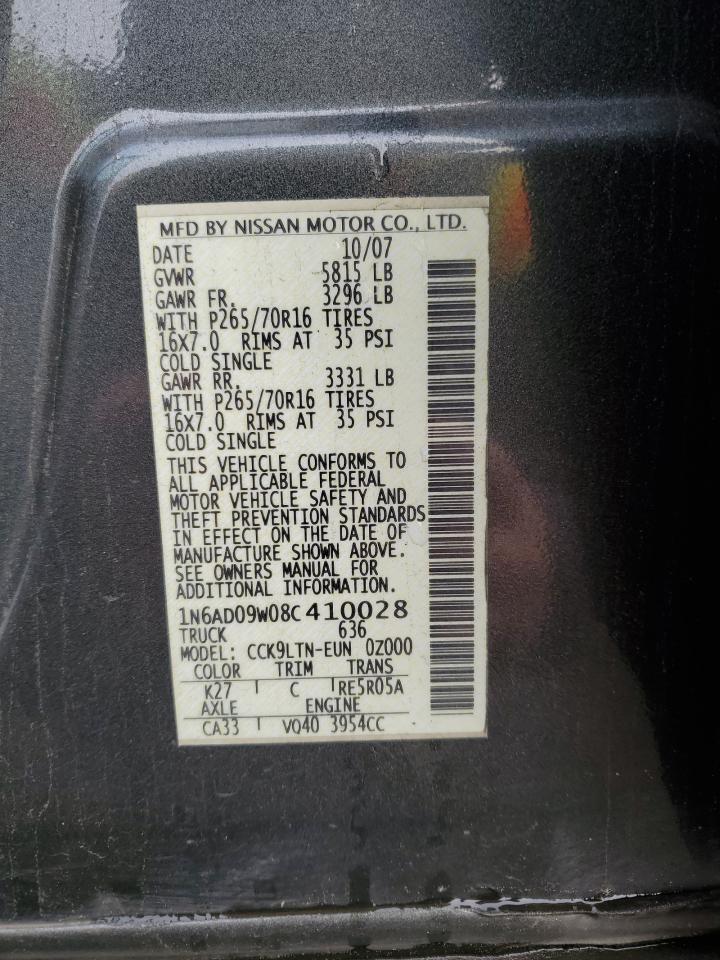 MFD BY NISSAN MOTOR CO., LTD.
DATE 10/07
GVWR 5815 LB
GAWR FR. 3296 LB
WITH P265/70R16 TIRES
16X7.0 RIMS AT 35 PSI
COLD SINGLE
GAWR RR. 3331 LB
WITH P265/70R16 TIRES
16X7.0 RIMS AT 35 PSI
COLD SINGLE
THIS VEHICLE CONFORMS TO
ALL APPLICABLE FEDERAL
MOTOR VEHICLE SAFETY AND
THEFT PREVENTION STANDARDS
IN EFFECT ON THE DATE OF
MANUFACTURE SHOWN ABOVE.
SEE OWNERS MANUAL FOR
ADDITIONAL INFORMATION.
1N6AD09W08C410028
TRUCK 636
MODEL: CCK9LTN-EUN 0Z000
COLOR TRIM TRANS
K27 C RE5R05A
AXLE ENGINE
CA33 VQ40 3954CC